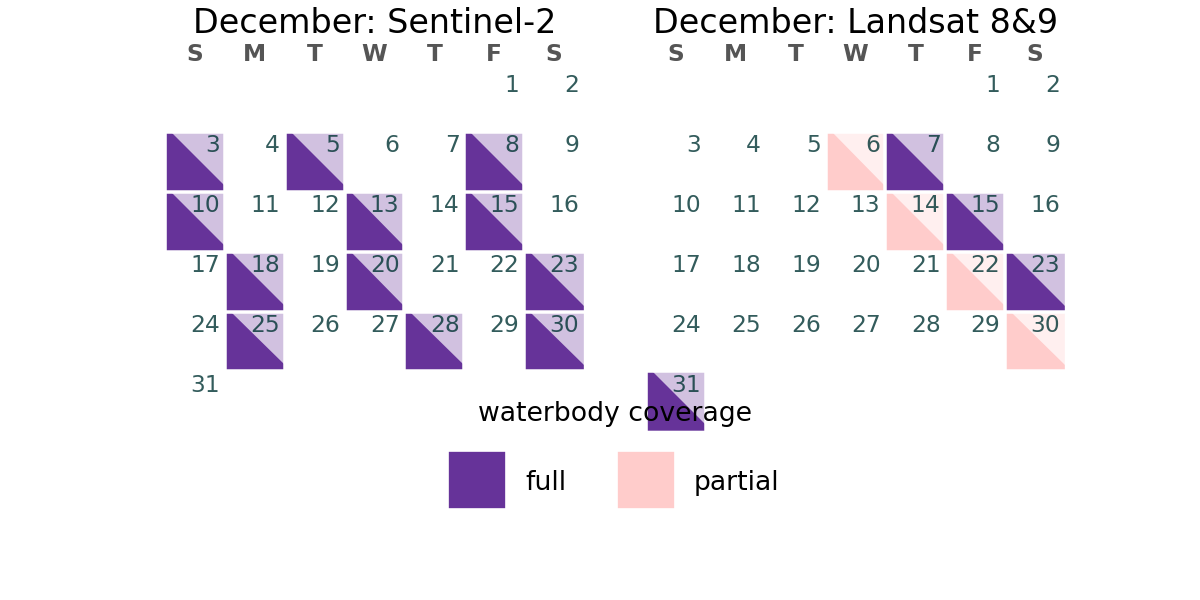 December: Sentinel-2
S M T W T F S
1 2
3 4 5 6 7 8 9
10 11 12 13 14 15 16
17 18 19 20 21 22 23
24 25 26 27 28 29 30
31
December: Landsat 8&9
S M T W T F S
1 2
3 4 5 6 7 8 9
10 11 12 13 14 15 16
17 18 19 20 21 22 23
24 25 26 27 28 29 30
31
waterbody coverage
full partial